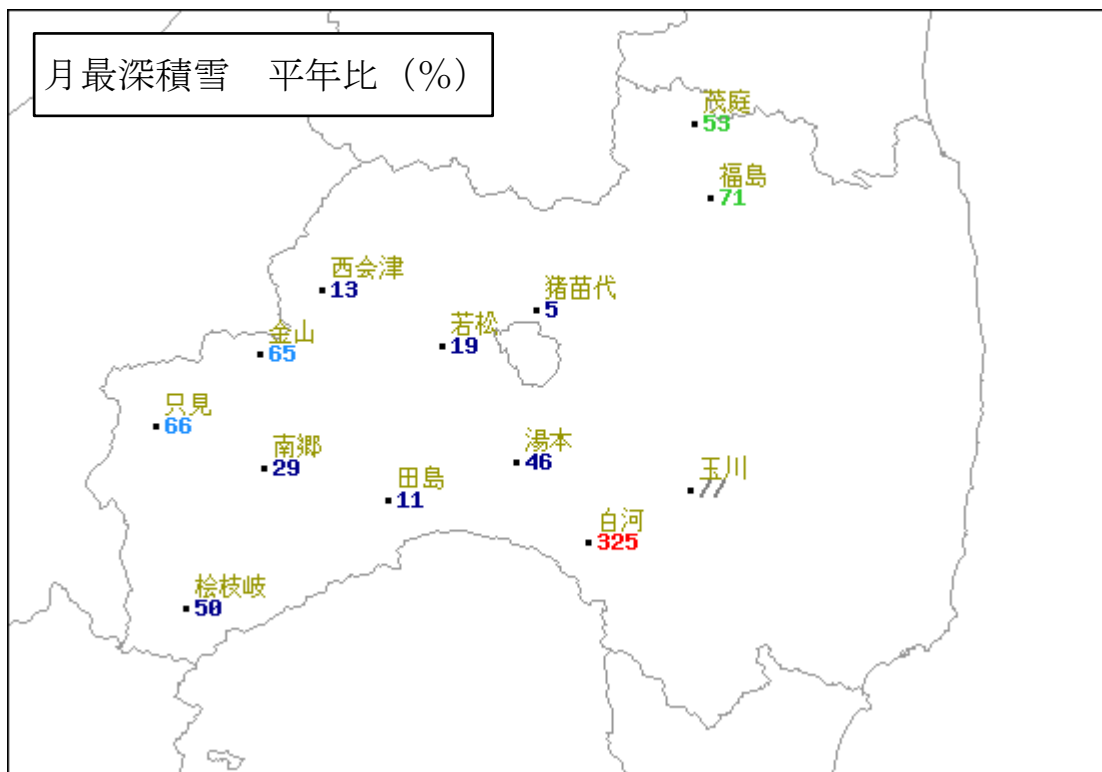 月最深積雪　平年比（％）
茂庭
53
福島
71
西会津
13
猪苗代
5
若松
19
金山
65
只見
66
南郷
29
湯本
46
田島
11
玉川
//
白河
325
桧枝岐
50